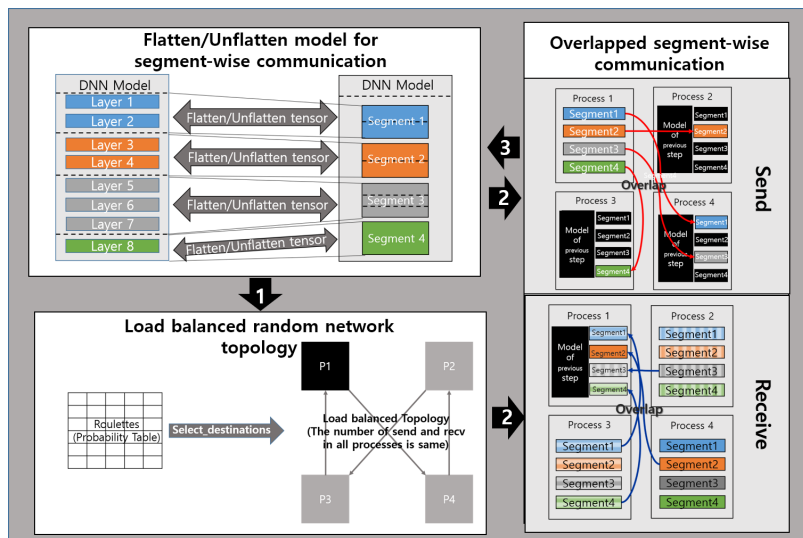 Flatten/Unflatten model for
segment-wise communication
DNN Model
Layer 1
Layer 2
Layer 3
Layer 4
Layer 5
Layer 6
Layer 7
Layer 8
Flatten/Unflatten tensor
Flatten/Unflatten tensor
Flatten/Unflatten tensor
Flatten/Unflatten tensor
DNN Model
Segment 1
Segment 2
Segment 3
Segment 4
1
3
2
2
Load balanced random network
topology
Roulettes
(Probability Table)
Select_destinations
P1
P2
Load balanced Topology
(The number of send and recv
in all processes is same)
P3
P4
Overlapped segment-wise
communication
Process 1
Segment1
Segment2
Segment3
Segment4
Process 2
Model
of
previous
step
Segment1
Segment2
Segment3
Segment4
Overlap
Process 3
Model
of
previous
step
Segment1
Segment2
Segment3
Segment4
Process 4
Model
of
previous
step
Segment1
Segment2
Segment3
Segment4
Send
Process 1
Model
of
previous
step
Segment1
Segment2
Segment3
Segment4
Process 2
Segment1
Segment2
Segment3
Segment4
Overlap
Process 3
Segment1
Segment2
Segment3
Segment4
Process 4
Segment1
Segment2
Segment3
Segment4
Receive